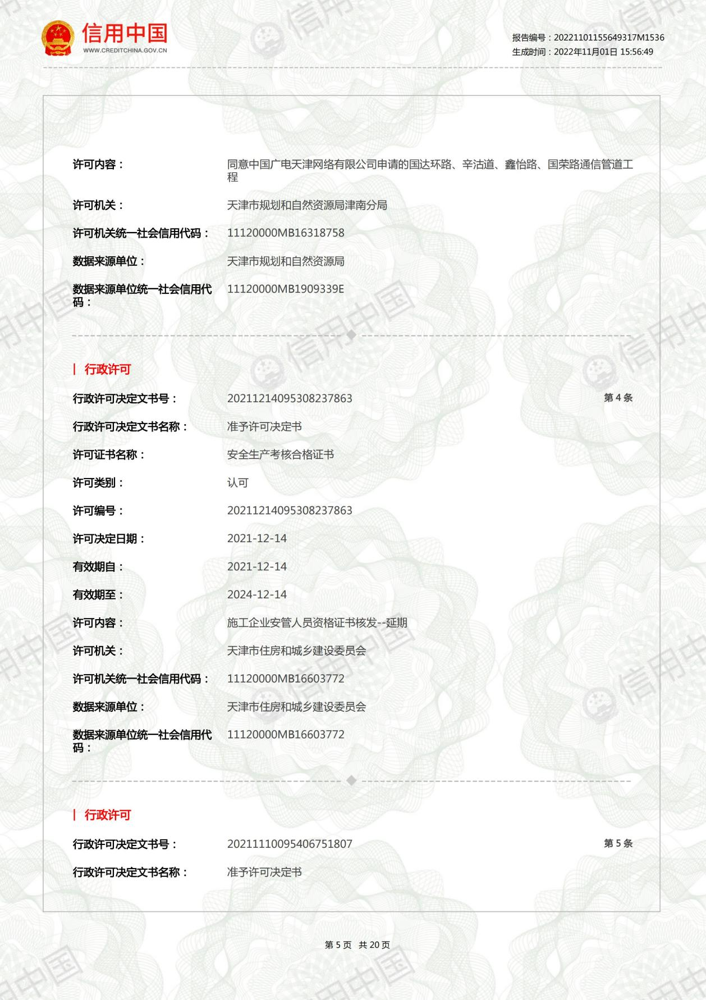 信用中国
WWW.CREDITCHINA.GOV.CN
报告编号：20221101155649317M1536
生成时间：2022年11月01日 15:56:49
许可内容： 同意中国广电天津网络有限公司申请的国达环路、辛沽道、鑫怡路、国荣路通信管道工
程
许可机关： 天津市规划和自然资源局津南分局
许可机关统一社会信用代码： 11120000MB16318758
数据来源单位： 天津市规划和自然资源局
数据来源单位统一社会信用代 11120000MB1909339E
码：
行政许可
行政许可决定文书号： 20211214095308237863 第 4 条
行政许可决定文书名称： 准予许可决定书
许可证书名称： 安全生产考核合格证书
许可类别： 认可
许可编号： 20211214095308237863
许可决定日期： 2021-12-14
有效期自： 2021-12-14
有效期至： 2024-12-14
许可内容： 施工企业安管人员资格证书核发--延期
许可机关： 天津市住房和城乡建设委员会
许可机关统一社会信用代码： 11120000MB16603772
数据来源单位： 天津市住房和城乡建设委员会
数据来源单位统一社会信用代 11120000MB16603772
码：
行政许可
行政许可决定文书号： 20211110095406751807 第 5 条
行政许可决定文书名称： 准予许可决定书
第 5 页 共 20 页